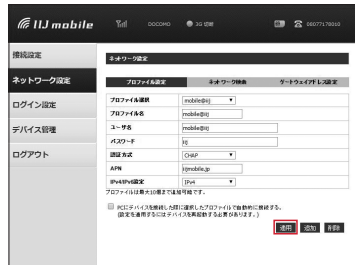 IIJmobile
Yıll DOCOMO 3G 切断 08077178010
接続設定
ネットワーク設定
ログイン設定
デバイス管理
ログアウト
ネットワーク設定
プロファイル設定 ネットワーク検索 ゲートウェイアドレス設定
プロファイル選択 mobile@iij
プロファイル名 mobile@iij
ユーザ名 mobile@iij
パスワード iij
認証方式 CHAP
APN iijmobile.jp
IPv4/IPv6設定 IPv4
プロファイルは最大10個まで追加可能です。
PCにデバイスを接続した際に選択したプロファイルで自動的に接続する。
(設定を適用するにはデバイスを再起動する必要があります。)
適用 追加 削除